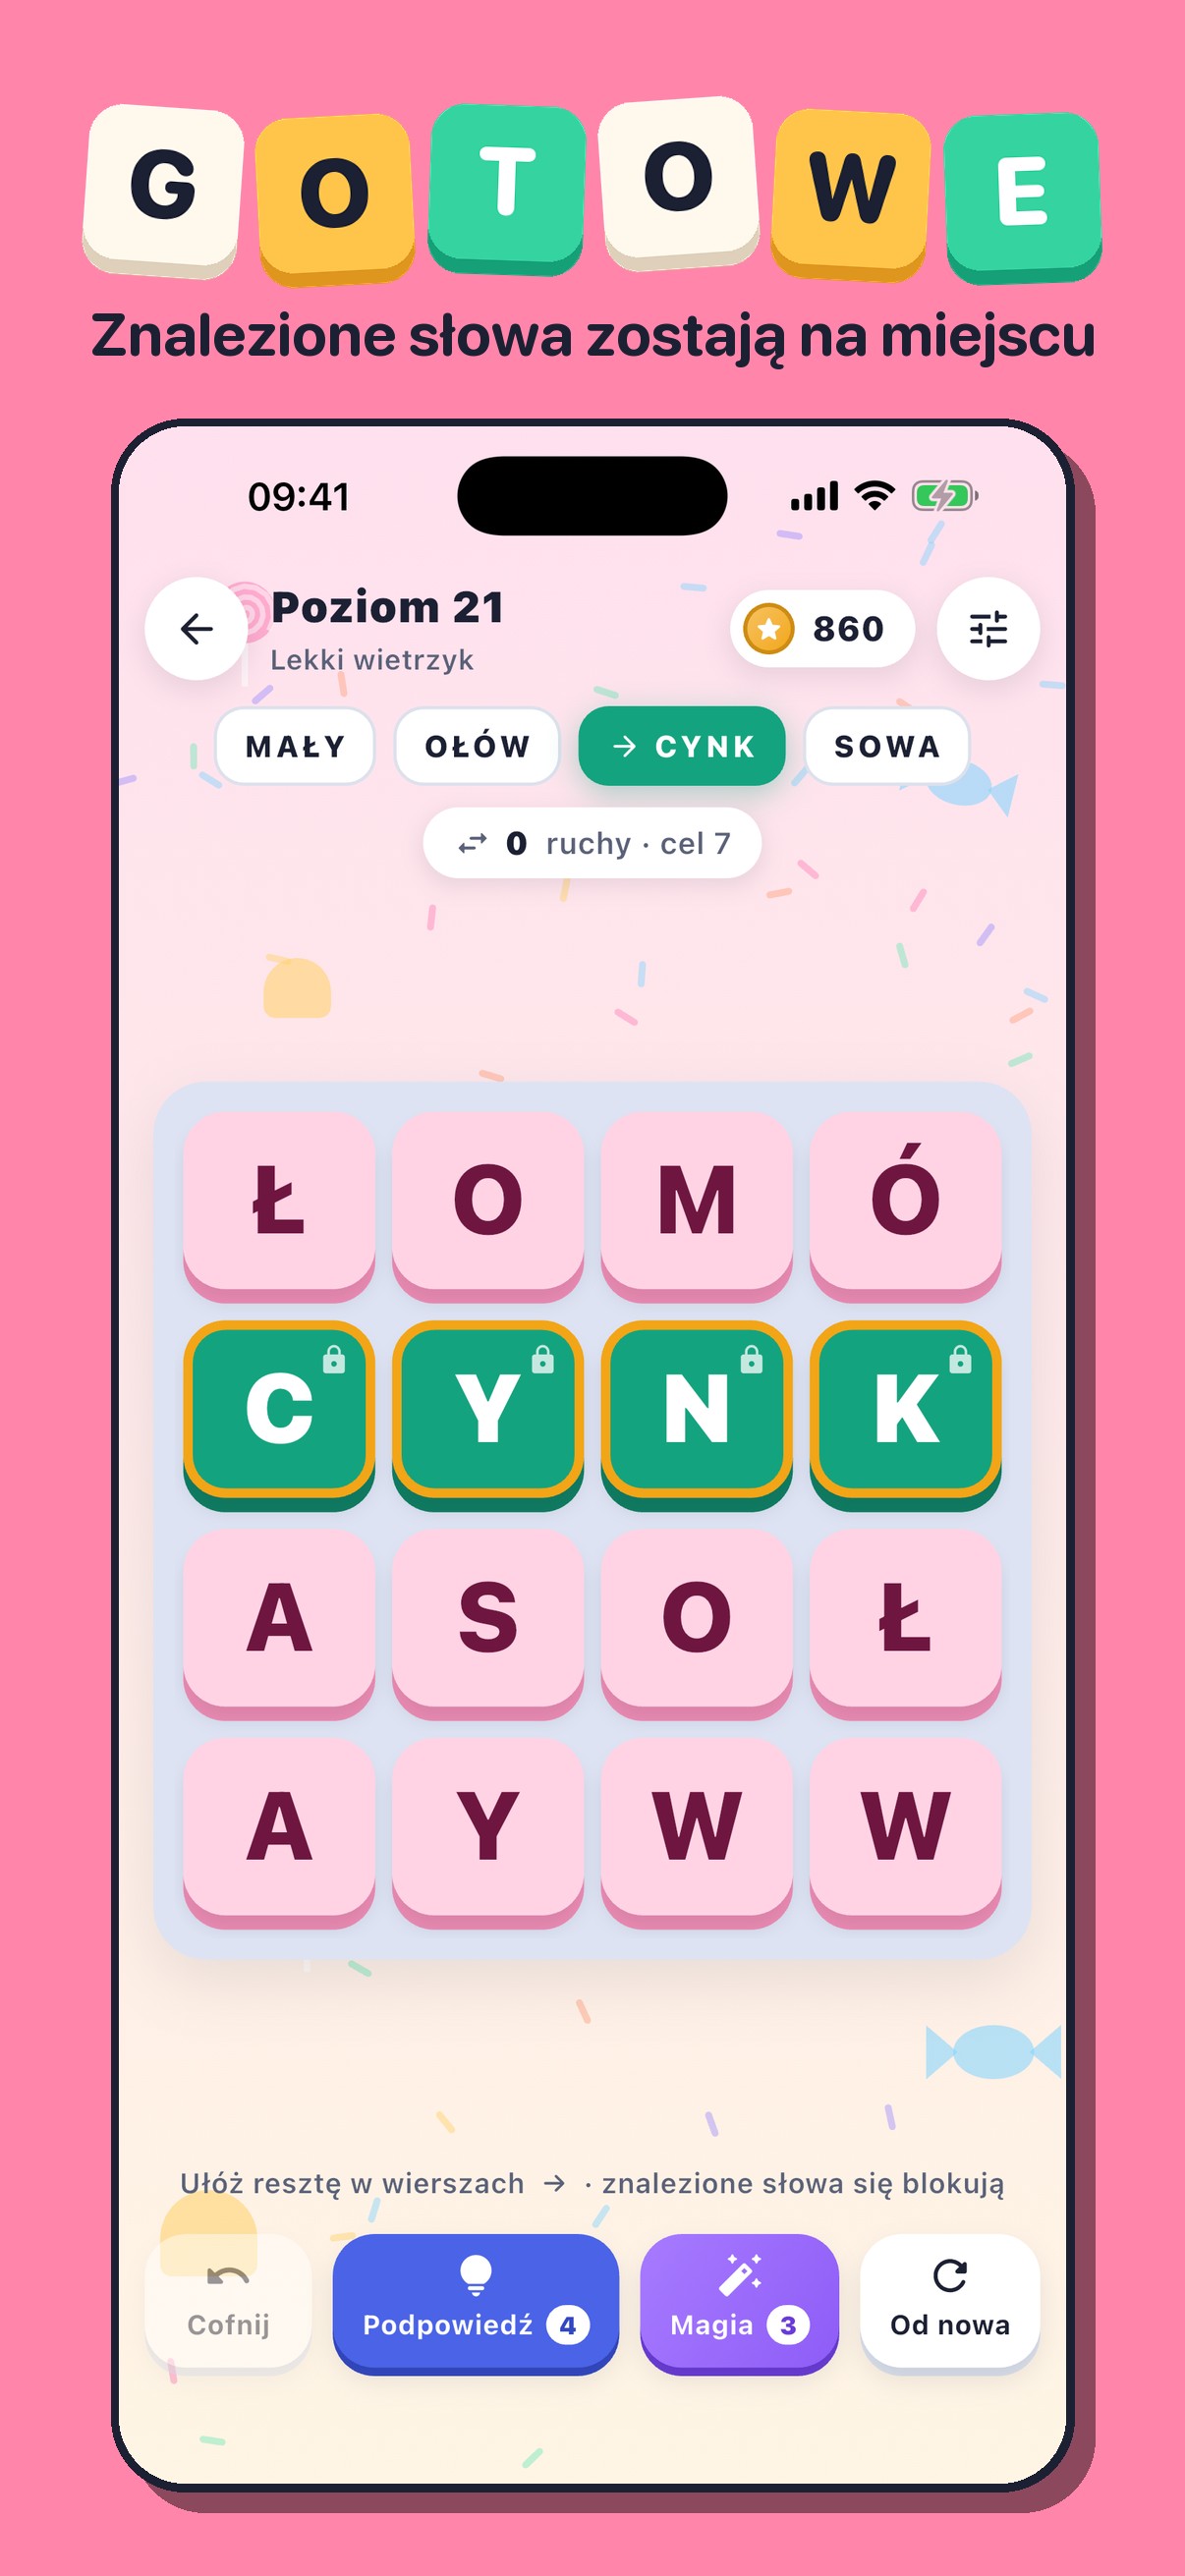 GOTOWE
Znalezione słowa zostają na miejscu
09:41
Poziom 21
Lekki wietrzyk
860
MAŁY OŁÓW → CYNK SOWA
0 ruchy · cel 7
Ł O M Ó
C Y N K
A S O Ł
A Y W W
Ułóż resztę w wierszach → · znalezione słowa się blokują
Cofnij Podpowiedź 4 Magia 3 Od nowa